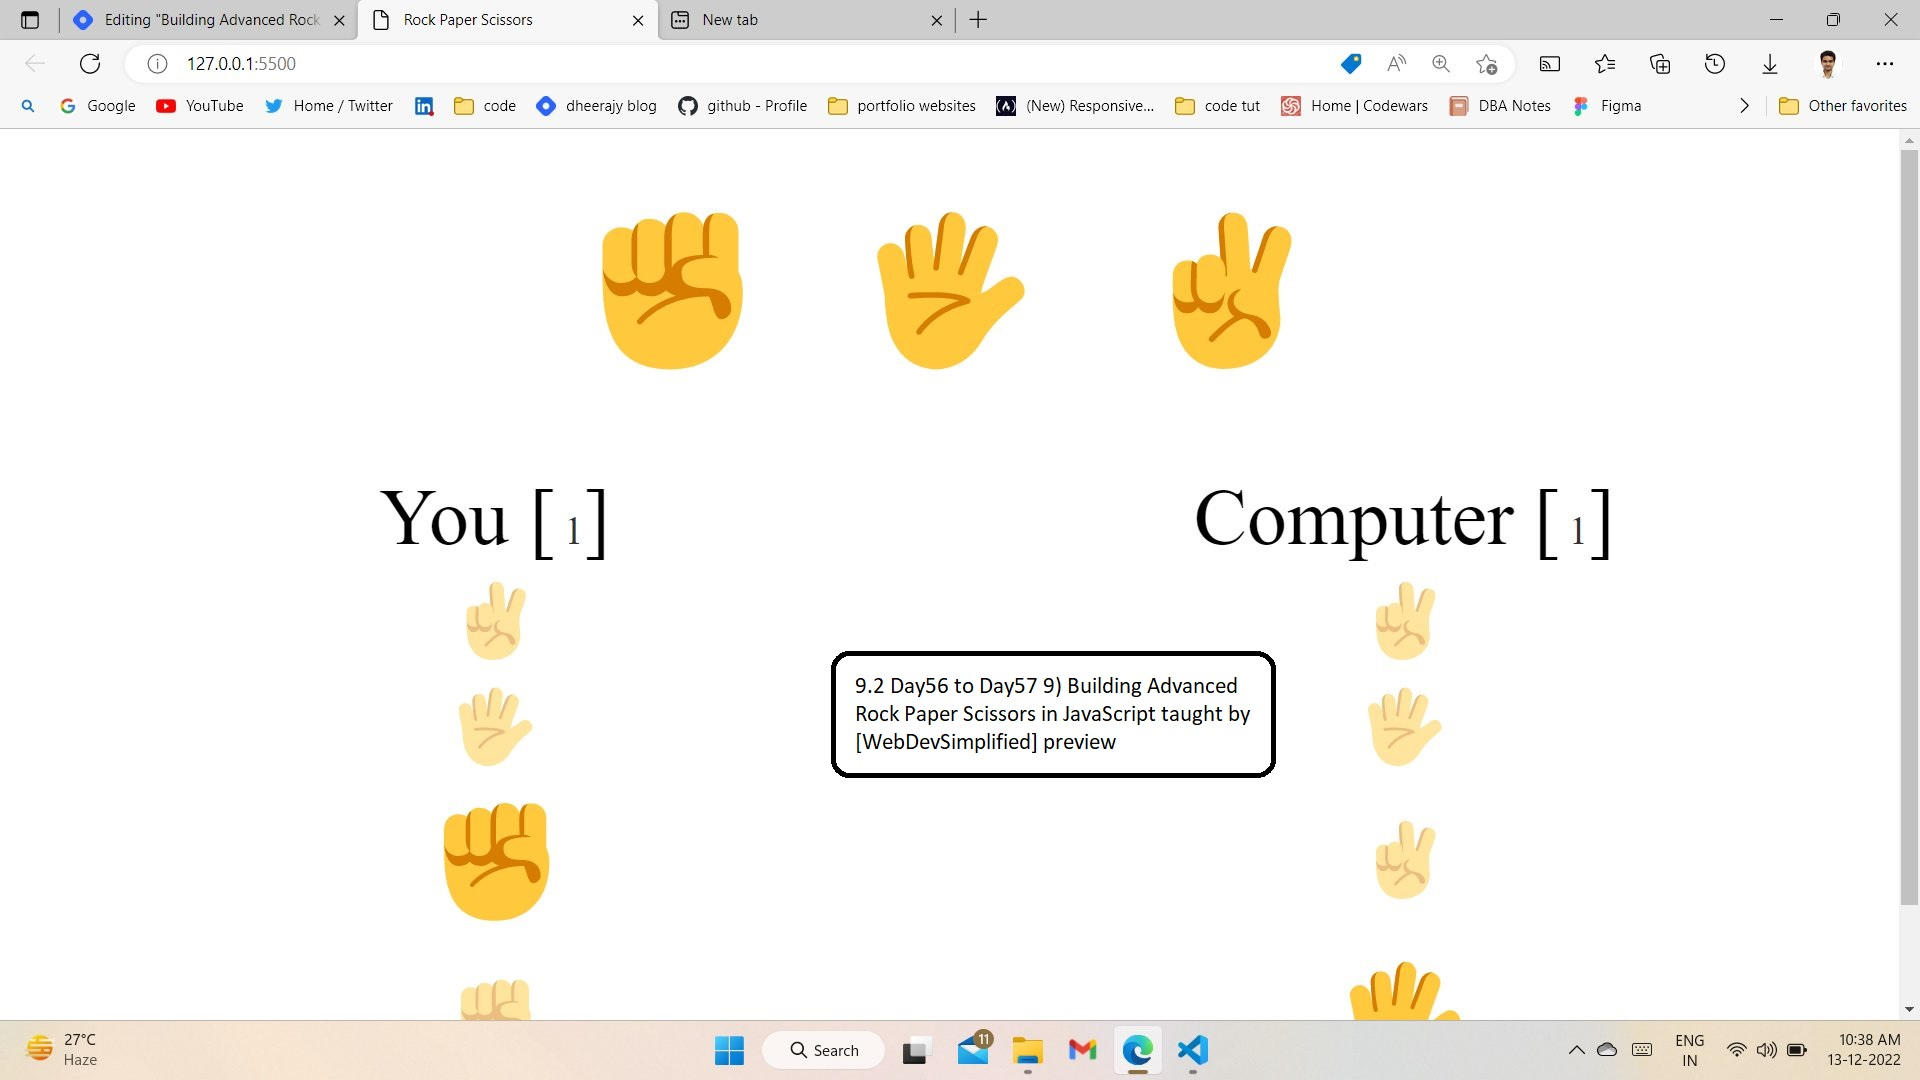 Editing "Building Advanced Rock
Rock Paper Scissors
New tab
127.0.0.1:5500
Google
YouTube
Home / Twitter
code
dheerajy blog
github - Profile
portfolio websites
(New) Responsive...
code tut
Home | Codewars
DBA Notes
Figma
Other favorites
You [ 1 ]
Computer [ 1 ]
9.2 Day56 to Day57 9) Building Advanced
Rock Paper Scissors in JavaScript taught by
[WebDevSimplified] preview
27°C
Haze
Search
11
ENG
IN
10:38 AM
13-12-2022